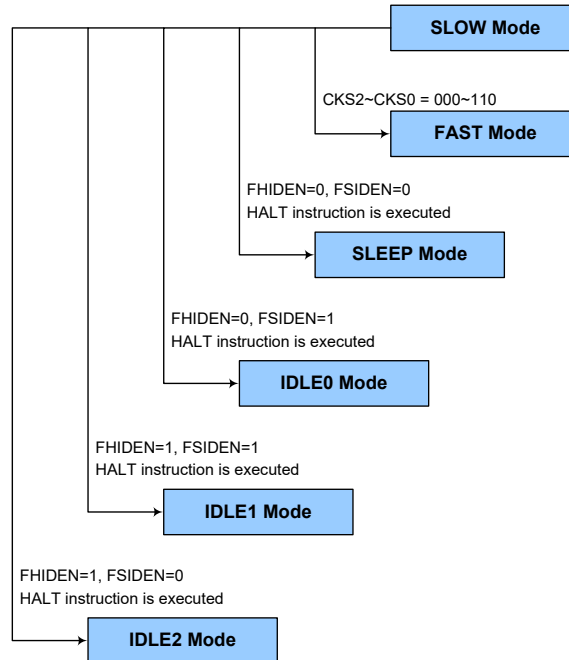 SLOW Mode
CKS2~CKS0 = 000~110
FAST Mode
FHIDEN=0, FSIDEN=0
HALT instruction is executed
SLEEP Mode
FHIDEN=0, FSIDEN=1
HALT instruction is executed
IDLE0 Mode
FHIDEN=1, FSIDEN=1
HALT instruction is executed
IDLE1 Mode
FHIDEN=1, FSIDEN=0
HALT instruction is executed
IDLE2 Mode